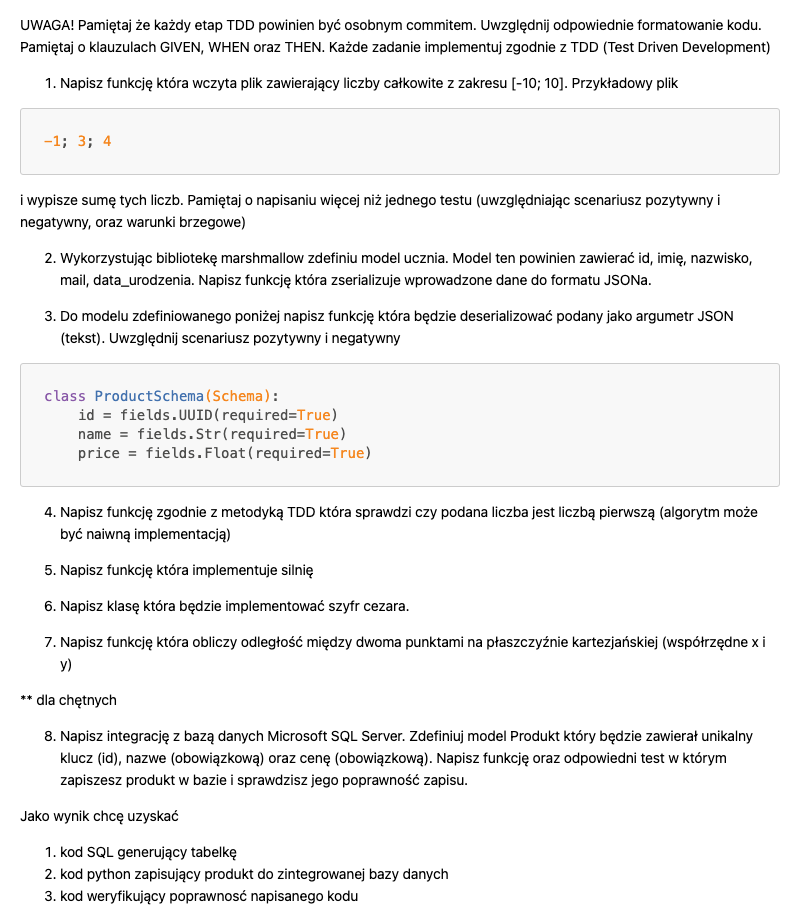 UWAGA! Pamiętaj że każdy etap TDD powinien być osobnym commitem. Uwzględnij odpowiednie formatowanie kodu.
Pamiętaj o klauzulach GIVEN, WHEN oraz THEN. Każde zadanie implementuj zgodnie z TDD (Test Driven Development)
1. Napisz funkcję która wczyta plik zawierający liczby całkowite z zakresu [-10; 10]. Przykładowy plik
-1; 3; 4
i wypisze sumę tych liczb. Pamiętaj o napisaniu więcej niż jednego testu (uwzględniając scenariusz pozytywny i
negatywny, oraz warunki brzegowe)
2. Wykorzystując bibliotekę marshmallow zdefiniu model ucznia. Model ten powinien zawierać id, imię, nazwisko,
mail, data_urodzenia. Napisz funkcję która zserializuje wprowadzone dane do formatu JSONa.
3. Do modelu zdefiniowanego poniżej napisz funkcję która będzie deserializować podany jako argumetr JSON
(tekst). Uwzględnij scenariusz pozytywny i negatywny
class ProductSchema(Schema):
    id = fields.UUID(required=True)
    name = fields.Str(required=True)
    price = fields.Float(required=True)
4. Napisz funkcję zgodnie z metodyką TDD która sprawdzi czy podana liczba jest liczbą pierwszą (algorytm może
być naiwną implementacją)
5. Napisz funkcję która implementuje silnię
6. Napisz klasę która będzie implementować szyfr cezara.
7. Napisz funkcję która obliczy odległość między dwoma punktami na płaszczyźnie kartezjańskiej (współrzędne x i
y)
** dla chętnych
8. Napisz integrację z bazą danych Microsoft SQL Server. Zdefiniuj model Produkt który będzie zawierał unikalny
klucz (id), nazwe (obowiązkową) oraz cenę (obowiązkową). Napisz funkcję oraz odpowiedni test w którym
zapiszesz produkt w bazie i sprawdzisz jego poprawność zapisu.
Jako wynik chcę uzyskać
1. kod SQL generujący tabelkę
2. kod python zapisujący produkt do zintegrowanej bazy danych
3. kod weryfikujący poprawnosć napisanego kodu